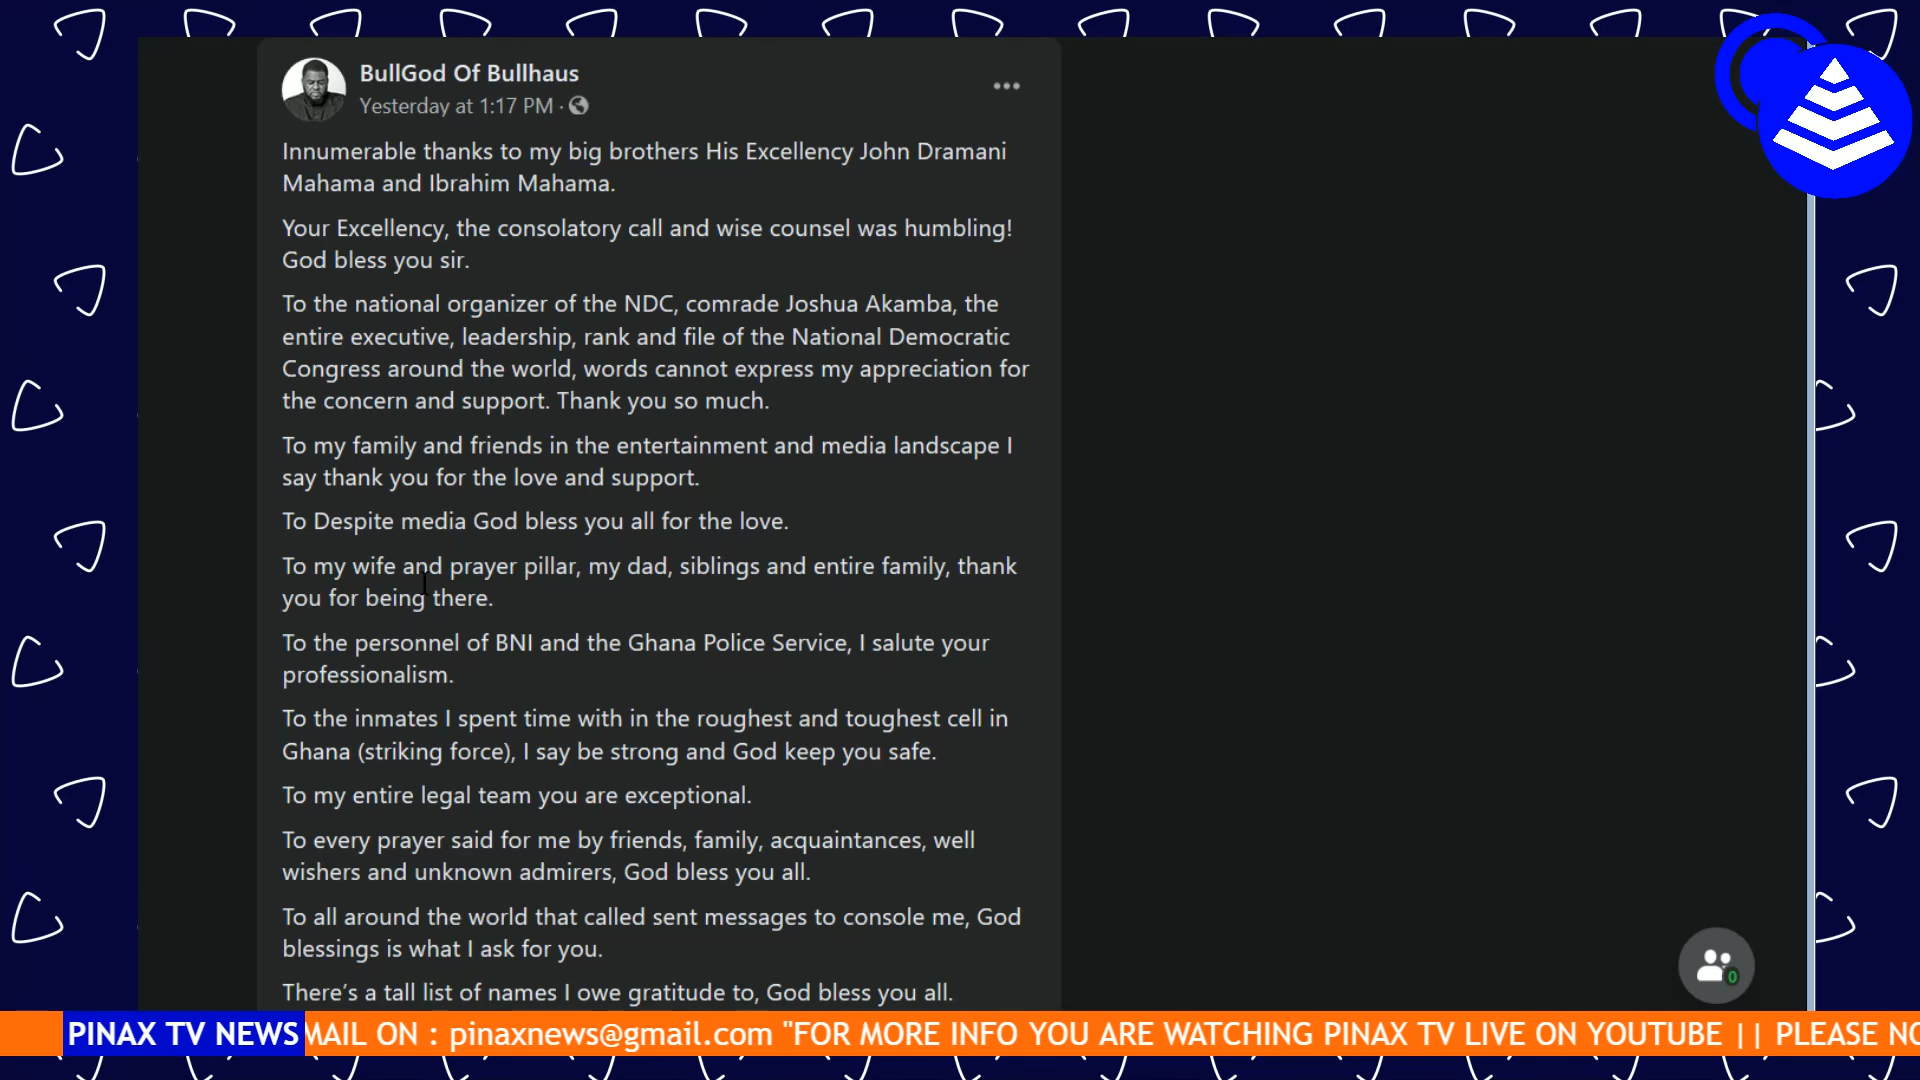 BullGod Of Bullhaus
Yesterday at 1:17 PM ·
Innumerable thanks to my big brothers His Excellency John Dramani
Mahama and Ibrahim Mahama.
Your Excellency, the consolatory call and wise counsel was humbling!
God bless you sir.
To the national organizer of the NDC, comrade Joshua Akamba, the
entire executive, leadership, rank and file of the National Democratic
Congress around the world, words cannot express my appreciation for
the concern and support. Thank you so much.
To my family and friends in the entertainment and media landscape I
say thank you for the love and support.
To Despite media God bless you all for the love.
To my wife and prayer pillar, my dad, siblings and entire family, thank
you for being there.
To the personnel of BNI and the Ghana Police Service, I salute your
professionalism.
To the inmates I spent time with in the roughest and toughest cell in
Ghana (striking force), I say be strong and God keep you safe.
To my entire legal team you are exceptional.
To every prayer said for me by friends, family, acquaintances, well
wishers and unknown admirers, God bless you all.
To all around the world that called sent messages to console me, God
blessings is what I ask for you.
There's a tall list of names I owe gratitude to, God bless you all.
0
PINAX TV NEWS MAIL ON : pinaxnews@gmail.com "FOR MORE INFO YOU ARE WATCHING PINAX TV LIVE ON YOUTUBE || PLEASE NO